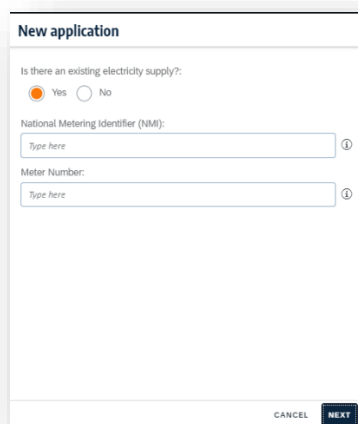 New application
Is there an existing electricity supply?:
Yes No
National Metering Identifier (NMI):
Type here
Meter Number:
Type here
CANCEL NEXT